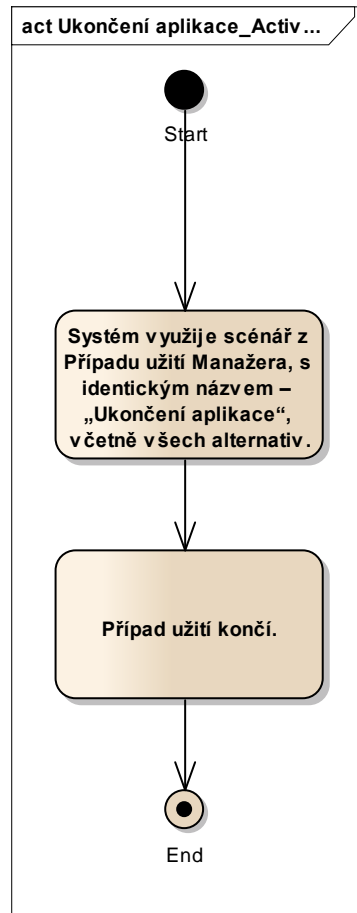 act Ukončení aplikace_Activ...
Start
Systém využije scénář z
Případu užití Manažera, s
identickým názvem –
„Ukončení aplikace“,
včetně všech alternativ.
Případ užití končí.
End